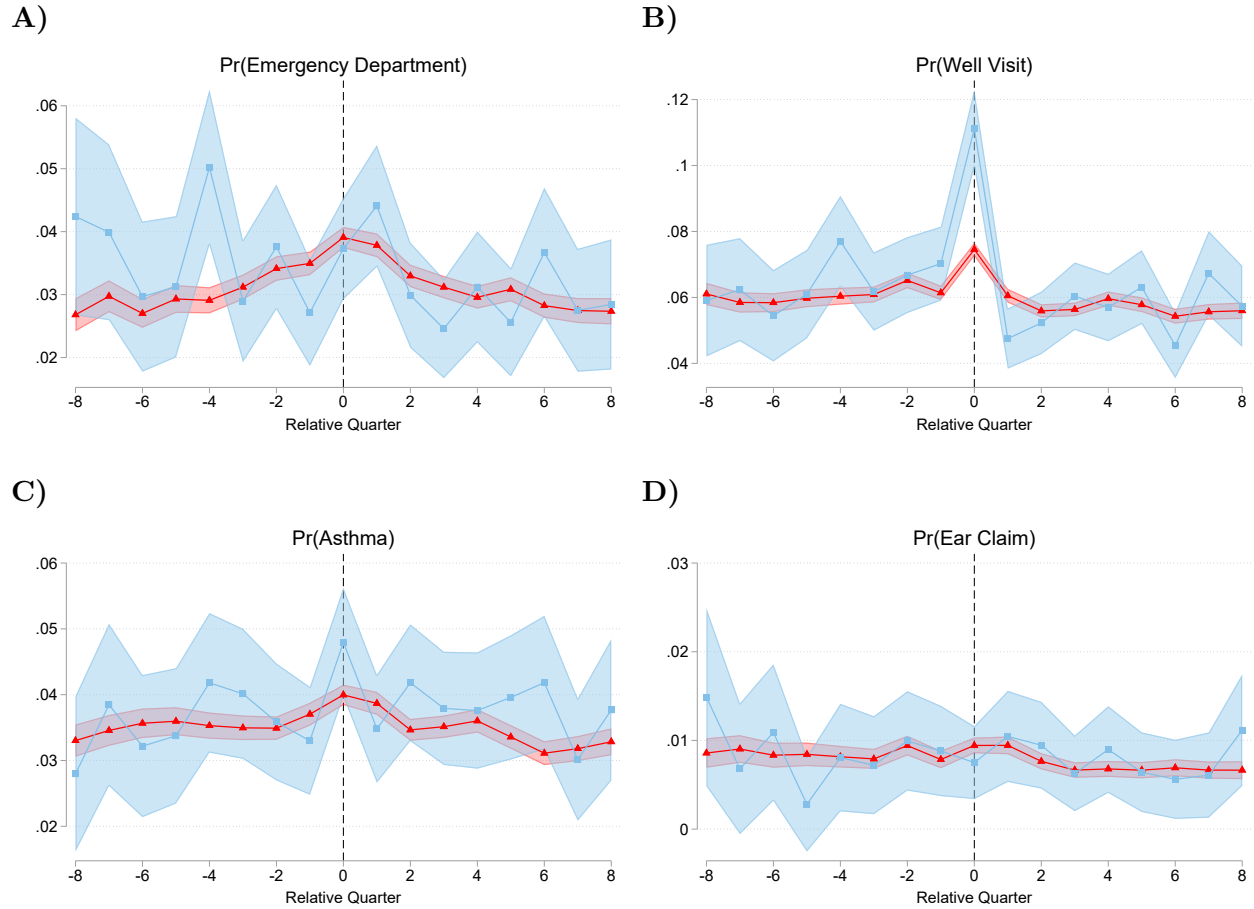 A)
Pr(Emergency Department)
.06
.05
.04
.03
.02
-8 -6 -4 -2 0 2 4 6 8
Relative Quarter
B)
Pr(Well Visit)
.12
.1
.08
.06
.04
-8 -6 -4 -2 0 2 4 6 8
Relative Quarter
C)
Pr(Asthma)
.06
.05
.04
.03
.02
-8 -6 -4 -2 0 2 4 6 8
Relative Quarter
D)
Pr(Ear Claim)
.03
.02
.01
0
-8 -6 -4 -2 0 2 4 6 8
Relative Quarter